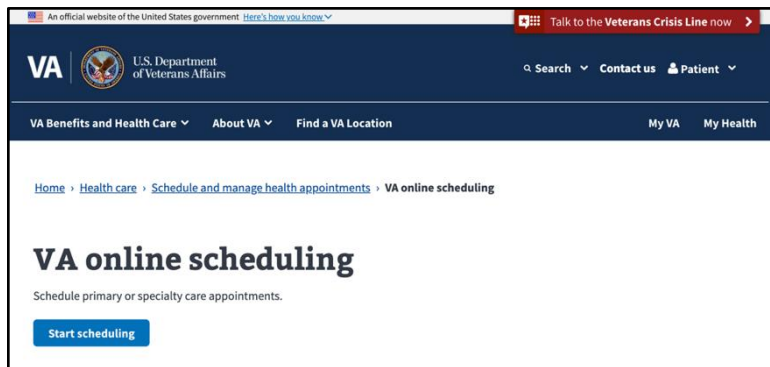 An official website of the United States government Here's how you know
Talk to the Veterans Crisis Line now
VA
U.S. Department
of Veterans Affairs
Search Contact us Patient
VA Benefits and Health Care About VA Find a VA Location My VA My Health
Home › Health care › Schedule and manage health appointments › VA online scheduling
VA online scheduling
Schedule primary or specialty care appointments.
Start scheduling